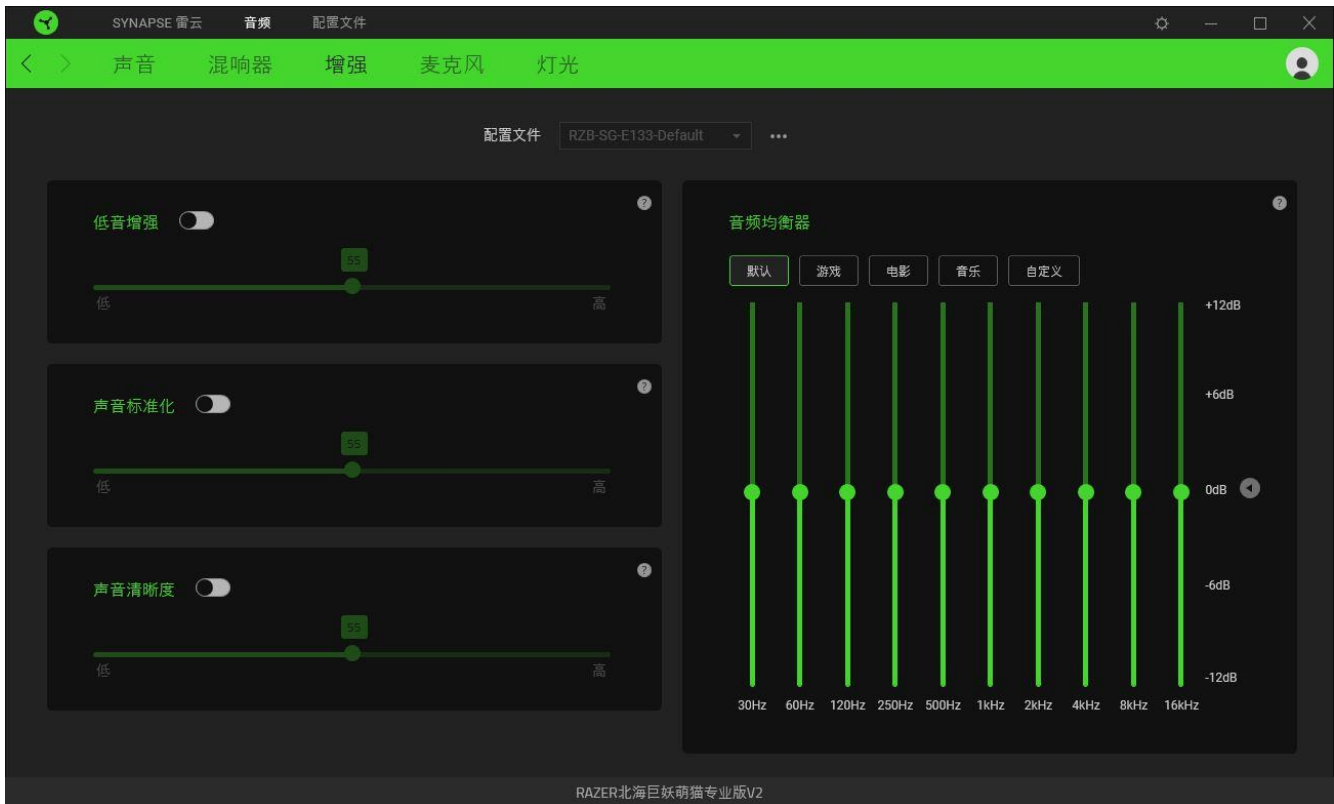 SYNAPSE 雷云 音频 配置文件
声音 混响器 增强 麦克风 灯光
配置文件 RZB-SG-E133-Default
低音增强
55
低 高
声音标准化
55
低 高
声音清晰度
55
低 高
音频均衡器
默认 游戏 电影 音乐 自定义
+12dB
+6dB
0dB
-6dB
-12dB
30Hz 60Hz 120Hz 250Hz 500Hz 1kHz 2kHz 4kHz 8kHz 16kHz
RAZER北海巨妖萌猫专业版V2